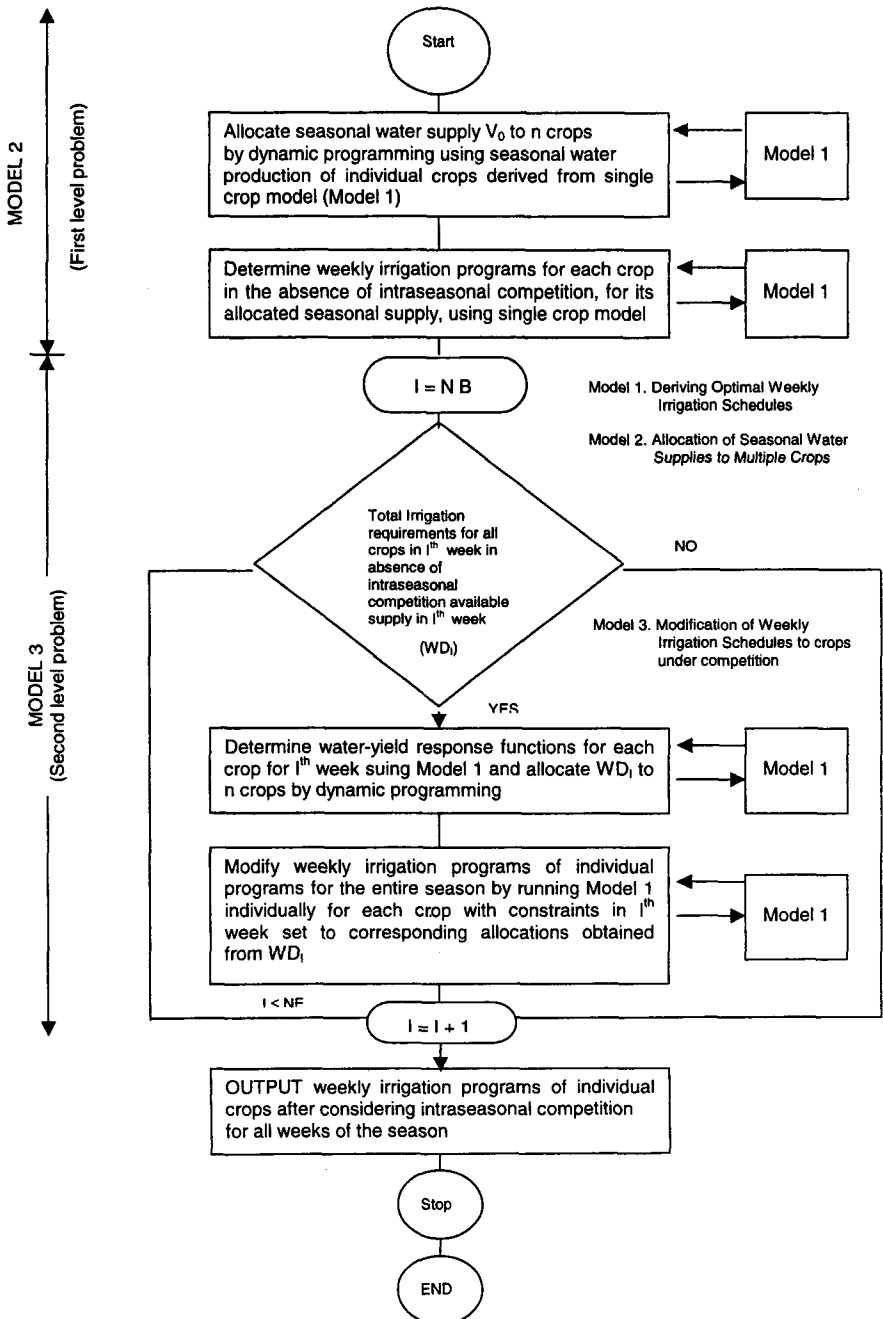 Start
MODEL 2
(First level problem)
Allocate seasonal water supply V₀ to n crops
by dynamic programming using seasonal water
production of individual crops derived from single
crop model (Model 1)
Model 1
Determine weekly irrigation programs for each crop
in the absence of intraseasonal competition, for its
allocated seasonal supply, using single crop model
Model 1
I = N B
Model 1. Deriving Optimal Weekly
Irrigation Schedules
Model 2. Allocation of Seasonal Water
Supplies to Multiple Crops
MODEL 3
(Second level problem)
Total Irrigation
requirements for all
crops in Iᵗʰ week in
absence of
intraseasonal
competition available
supply in Iᵗʰ week
(WDI)
NO
Model 3. Modification of Weekly
Irrigation Schedules to crops
under competition
YES
Determine water-yield response functions for each
crop for Iᵗʰ week suing Model 1 and allocate WDI to
n crops by dynamic programming
Model 1
Modify weekly irrigation programs of individual
programs for the entire season by running Model 1
individually for each crop with constraints in Iᵗʰ
week set to corresponding allocations obtained
from WDI
Model 1
I < NE
I = I + 1
OUTPUT weekly irrigation programs of individual
crops after considering intraseasonal competition
for all weeks of the season
Stop
END